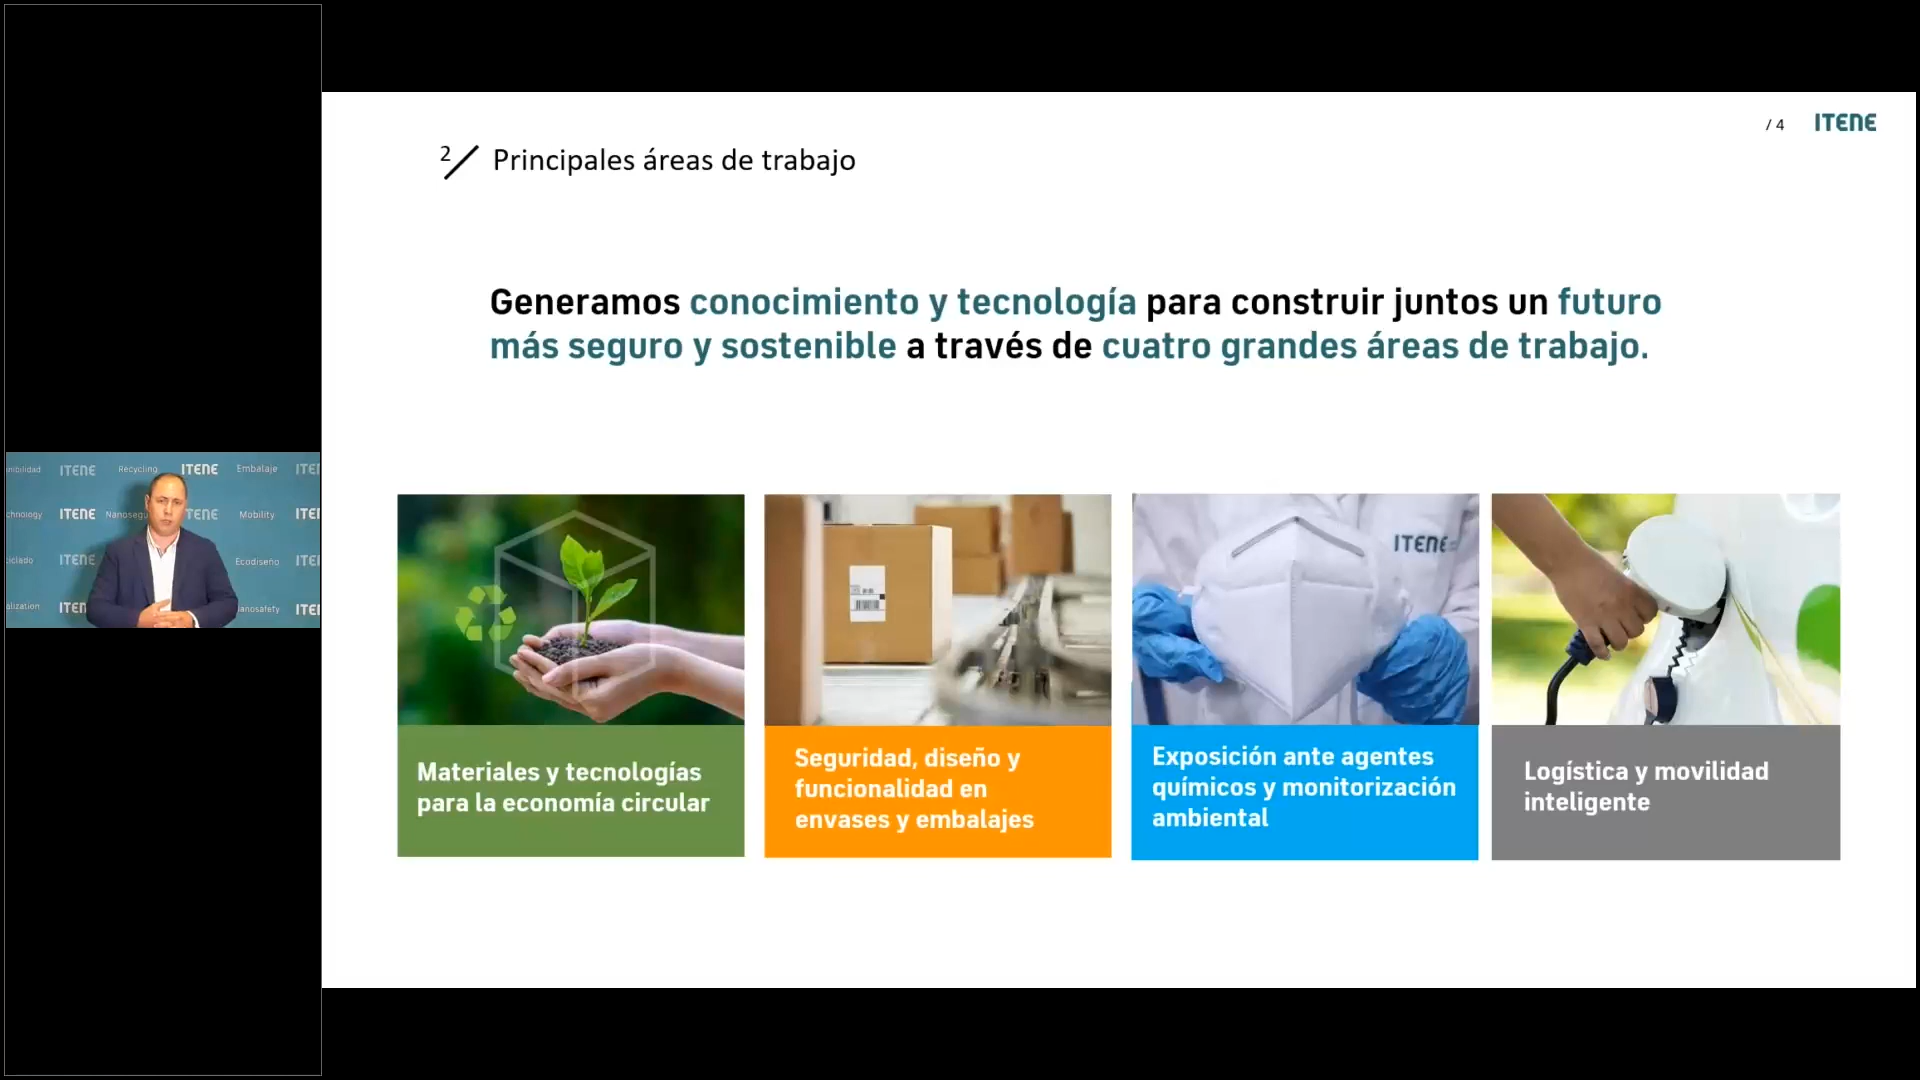 / 4 ITENE
2/ Principales áreas de trabajo
Generamos conocimiento y tecnología para construir juntos un futuro
más seguro y sostenible a través de cuatro grandes áreas de trabajo.
ITENE Recycling ITENE Embalaje
ITENE Mobility
ITENE Ecodiseño
ITENE
Materiales y tecnologías
para la economía circular
Seguridad, diseño y
funcionalidad en
envases y embalajes
Exposición ante agentes
químicos y monitorización
ambiental
Logística y movilidad
inteligente